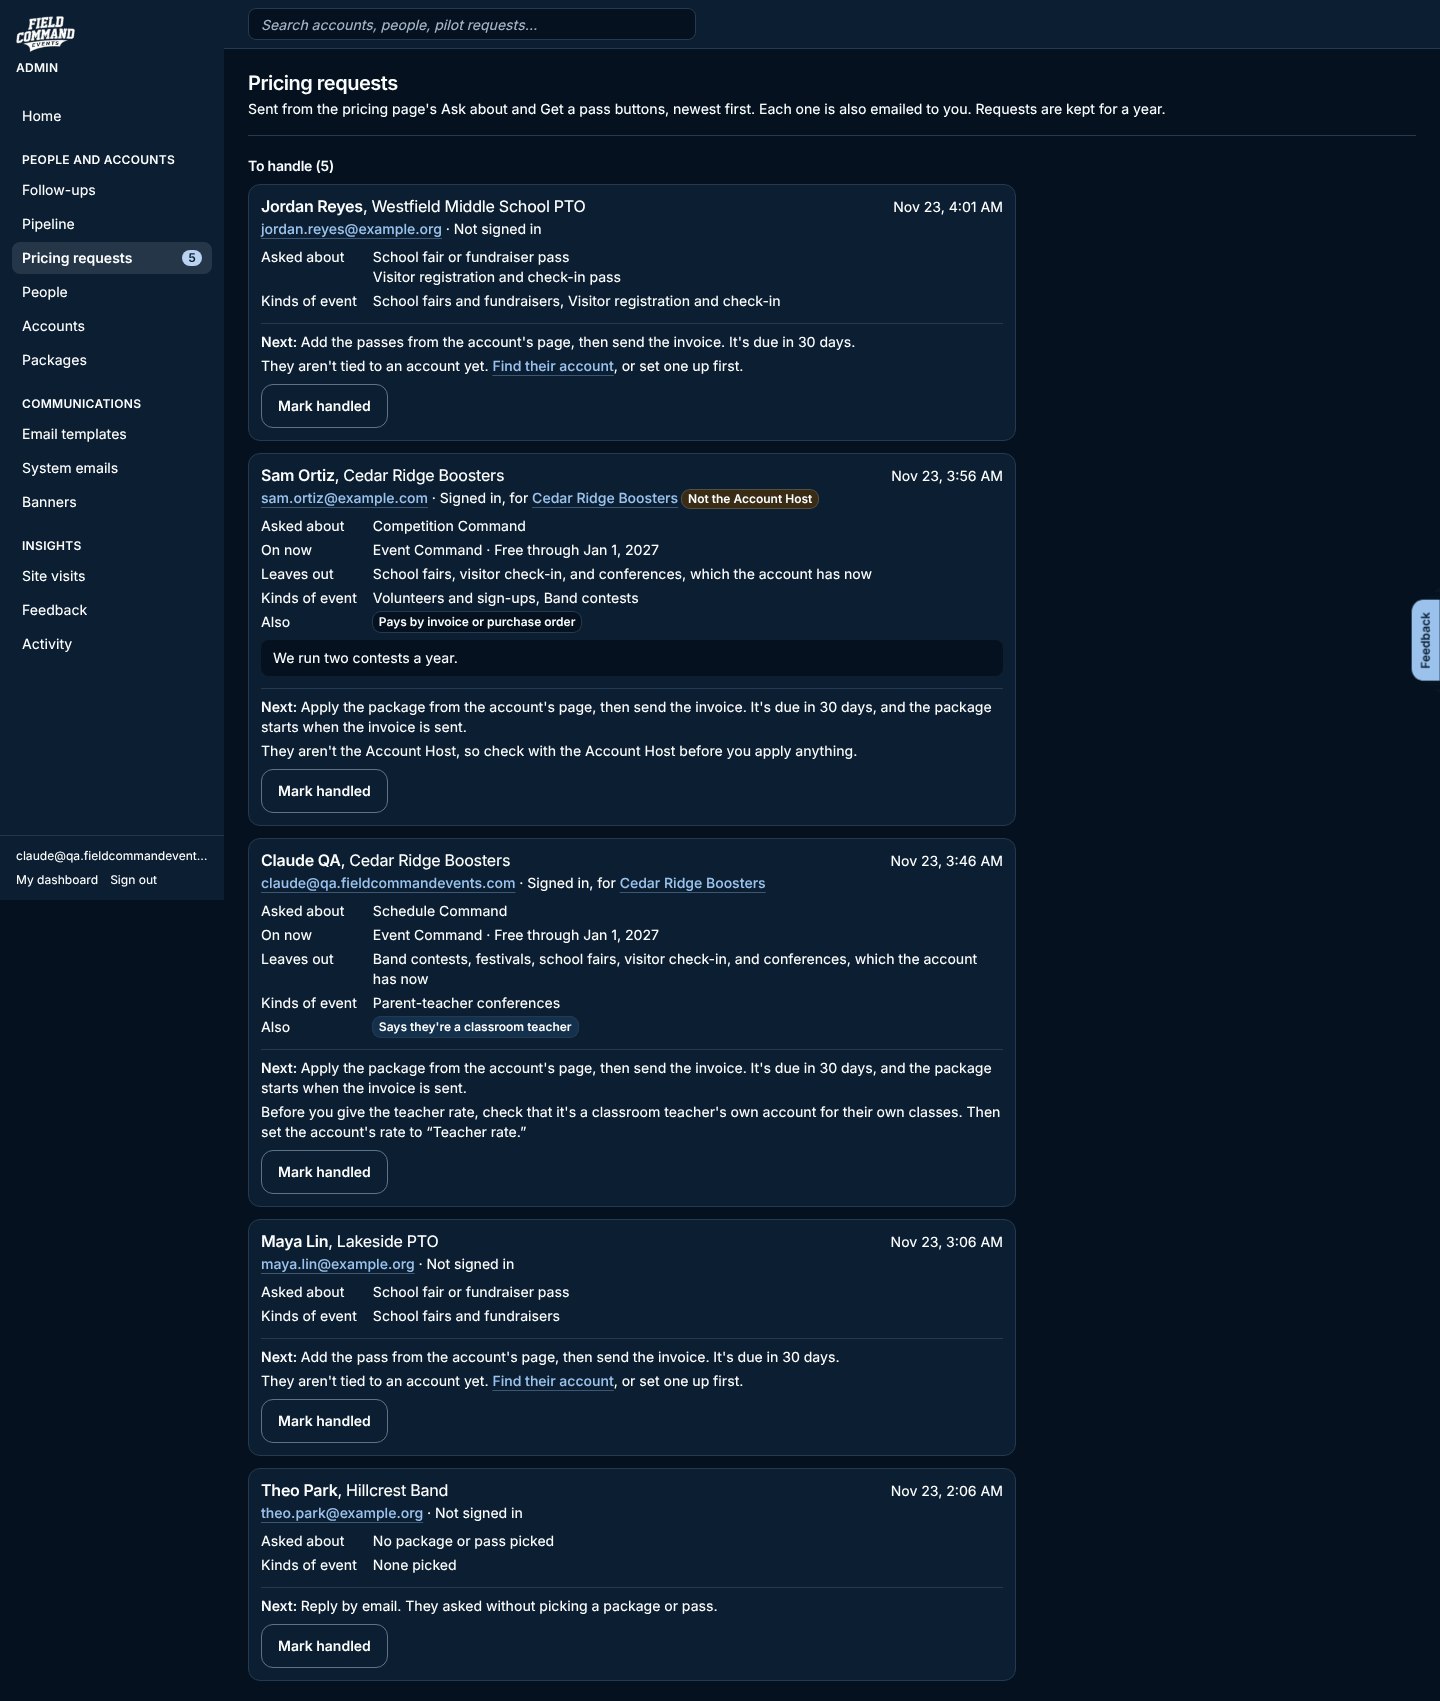 FIELD
COMMAND
EVENTS
ADMIN
Home
PEOPLE AND ACCOUNTS
Follow-ups
Pipeline
Pricing requests 5
People
Accounts
Packages
COMMUNICATIONS
Email templates
System emails
Banners
INSIGHTS
Site visits
Feedback
Activity
claude@qa.fieldcommandevent...
My dashboard Sign out
Search accounts, people, pilot requests...
Pricing requests
Sent from the pricing page's Ask about and Get a pass buttons, newest first. Each one is also emailed to you. Requests are kept for a year.
To handle (5)
Jordan Reyes, Westfield Middle School PTO Nov 23, 4:01 AM
jordan.reyes@example.org · Not signed in
Asked about School fair or fundraiser pass
Visitor registration and check-in pass
Kinds of event School fairs and fundraisers, Visitor registration and check-in
Next: Add the passes from the account's page, then send the invoice. It's due in 30 days.
They aren't tied to an account yet. Find their account, or set one up first.
Mark handled
Sam Ortiz, Cedar Ridge Boosters Nov 23, 3:56 AM
sam.ortiz@example.com · Signed in, for Cedar Ridge Boosters Not the Account Host
Asked about Competition Command
On now Event Command · Free through Jan 1, 2027
Leaves out School fairs, visitor check-in, and conferences, which the account has now
Kinds of event Volunteers and sign-ups, Band contests
Also Pays by invoice or purchase order
We run two contests a year.
Next: Apply the package from the account's page, then send the invoice. It's due in 30 days, and the package
starts when the invoice is sent.
They aren't the Account Host, so check with the Account Host before you apply anything.
Mark handled
Claude QA, Cedar Ridge Boosters Nov 23, 3:46 AM
claude@qa.fieldcommandevents.com · Signed in, for Cedar Ridge Boosters
Asked about Schedule Command
On now Event Command · Free through Jan 1, 2027
Leaves out Band contests, festivals, school fairs, visitor check-in, and conferences, which the account
has now
Kinds of event Parent-teacher conferences
Also Says they're a classroom teacher
Next: Apply the package from the account's page, then send the invoice. It's due in 30 days, and the package
starts when the invoice is sent.
Before you give the teacher rate, check that it's a classroom teacher's own account for their own classes. Then
set the account's rate to “Teacher rate.”
Mark handled
Maya Lin, Lakeside PTO Nov 23, 3:06 AM
maya.lin@example.org · Not signed in
Asked about School fair or fundraiser pass
Kinds of event School fairs and fundraisers
Next: Add the pass from the account's page, then send the invoice. It's due in 30 days.
They aren't tied to an account yet. Find their account, or set one up first.
Mark handled
Theo Park, Hillcrest Band Nov 23, 2:06 AM
theo.park@example.org · Not signed in
Asked about No package or pass picked
Kinds of event None picked
Next: Reply by email. They asked without picking a package or pass.
Mark handled
Feedback